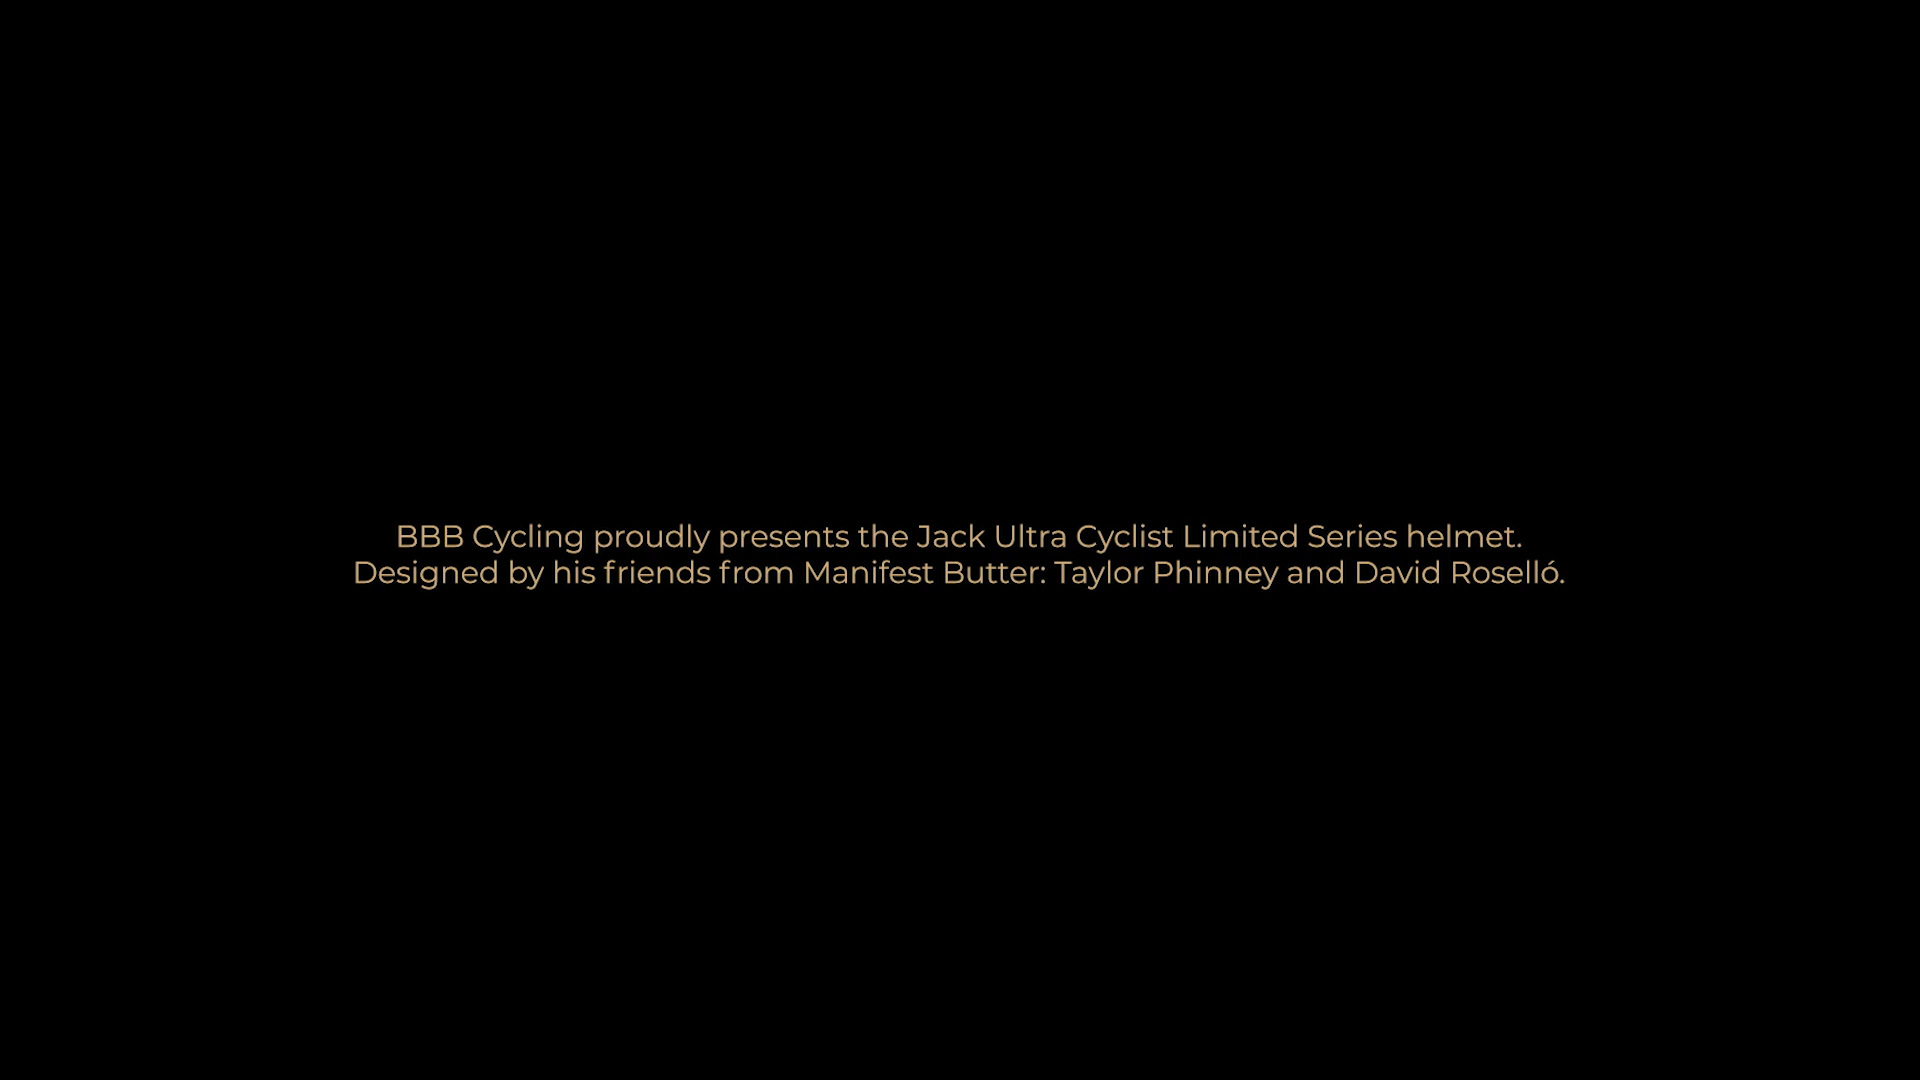 BBB Cycling proudly presents the Jack Ultra Cyclist Limited Series helmet.
Designed by his friends from Manifest Butter: Taylor Phinney and David Roselló.